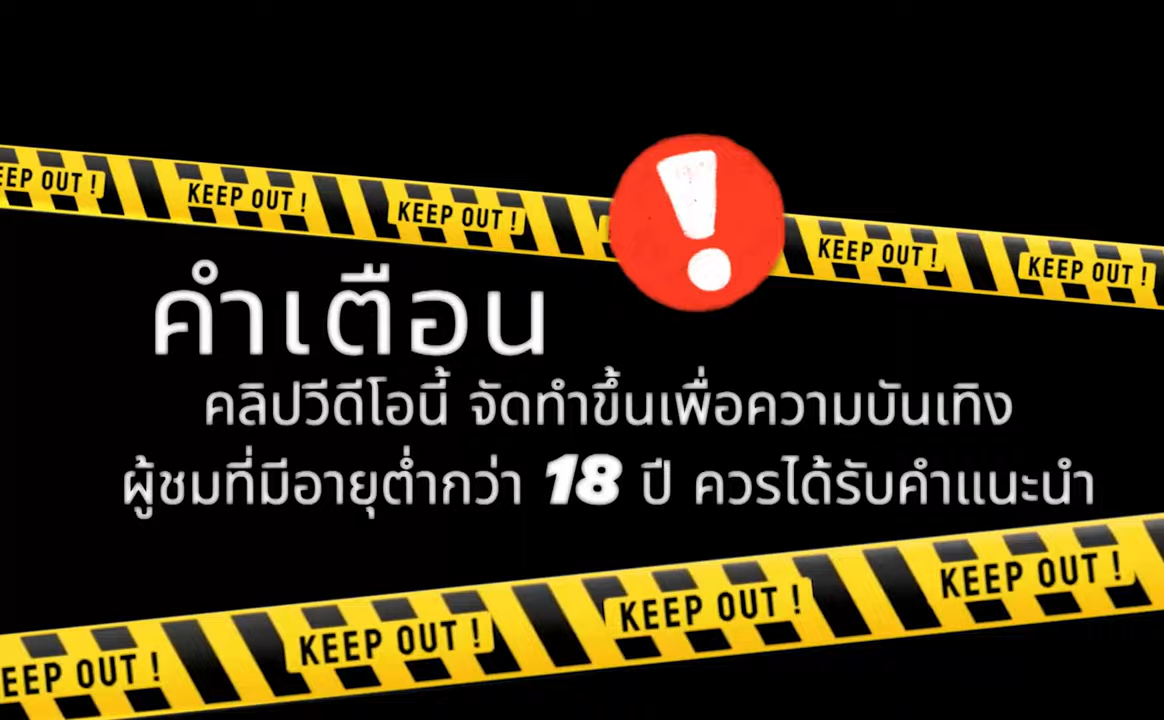 EEP OUT ! KEEP OUT ! KEEP OUT ! KEEP OUT ! KEEP OUT !
คำเตือน
คลิปวีดีโอนี้ จัดทำขึ้นเพื่อความบันเทิง
ผู้ชมที่มีอายุต่ำกว่า 18 ปี ควรได้รับคำแนะนำ
EEP OUT ! KEEP OUT ! KEEP OUT ! KEEP OUT !